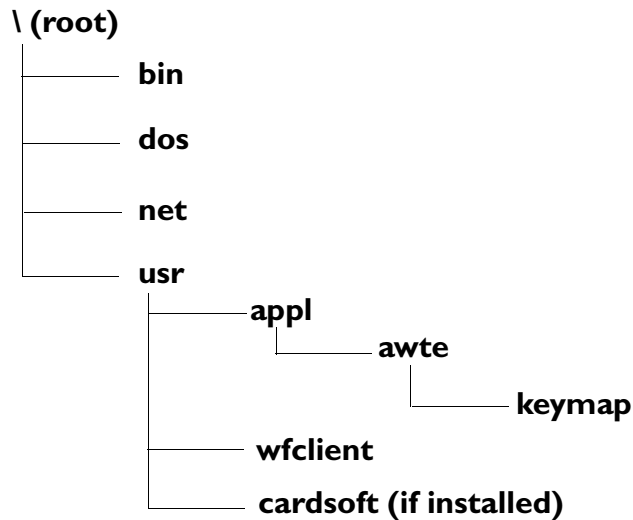 \ (root)
bin
dos
net
usr
appl
awte
keymap
wfclient
cardsoft (if installed)